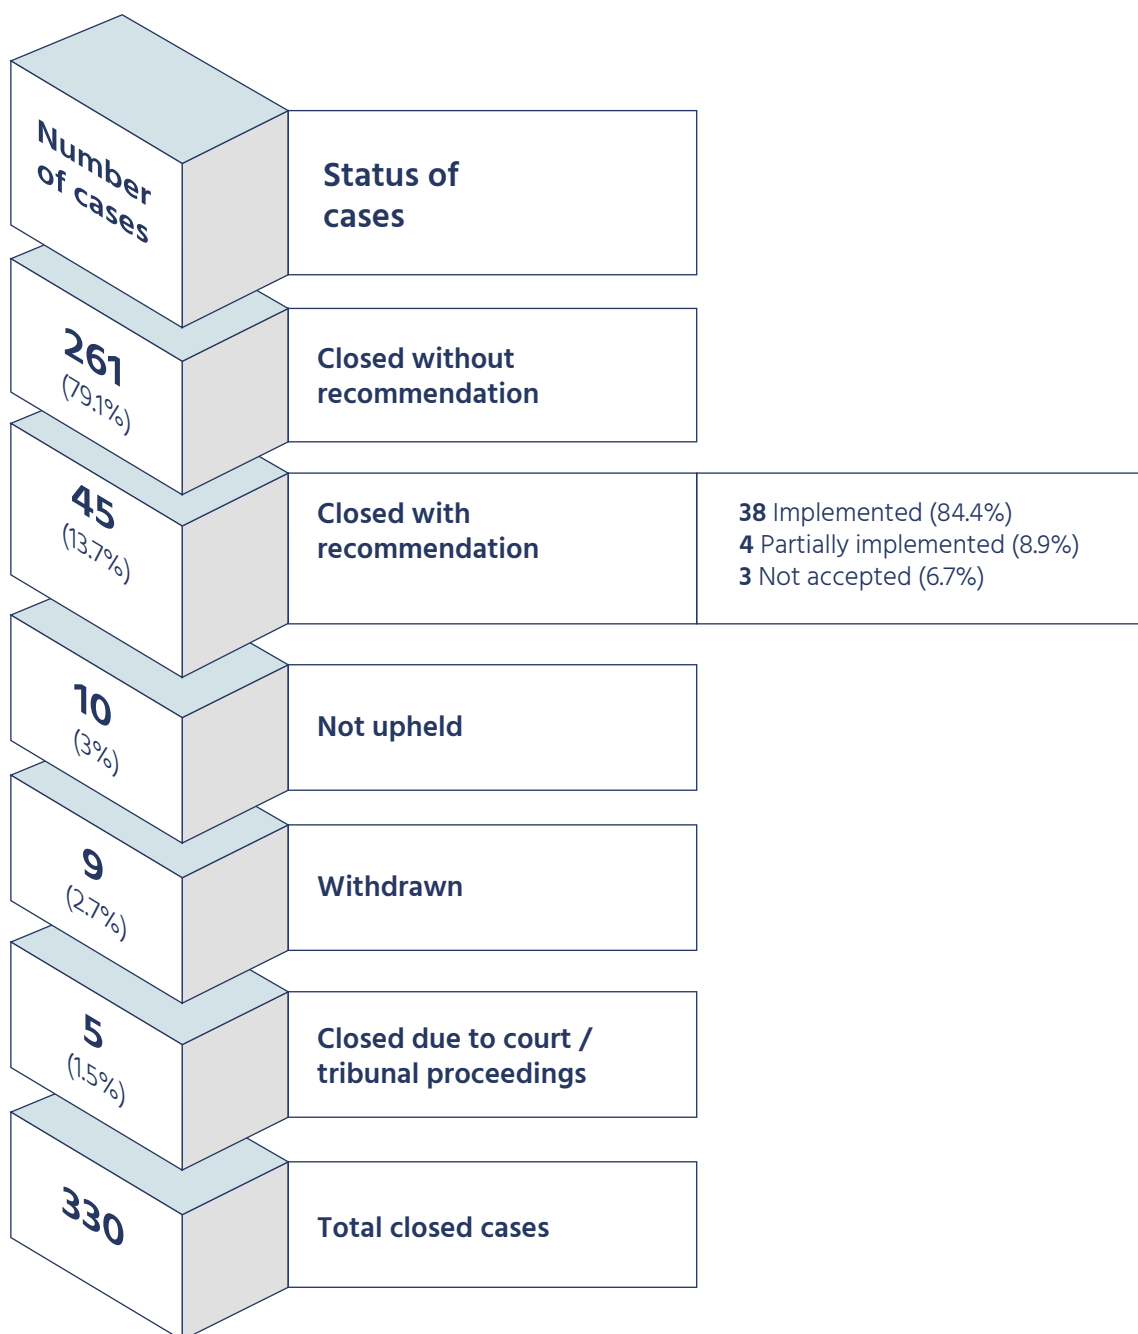 Number
of cases
Status of
cases
261
(79.1%)
Closed without
recommendation
45
(13.7%)
Closed with
recommendation
38 Implemented (84.4%)
4 Partially implemented (8.9%)
3 Not accepted (6.7%)
10
(3%)
Not upheld
9
(2.7%)
Withdrawn
5
(1.5%)
Closed due to court /
tribunal proceedings
330
Total closed cases